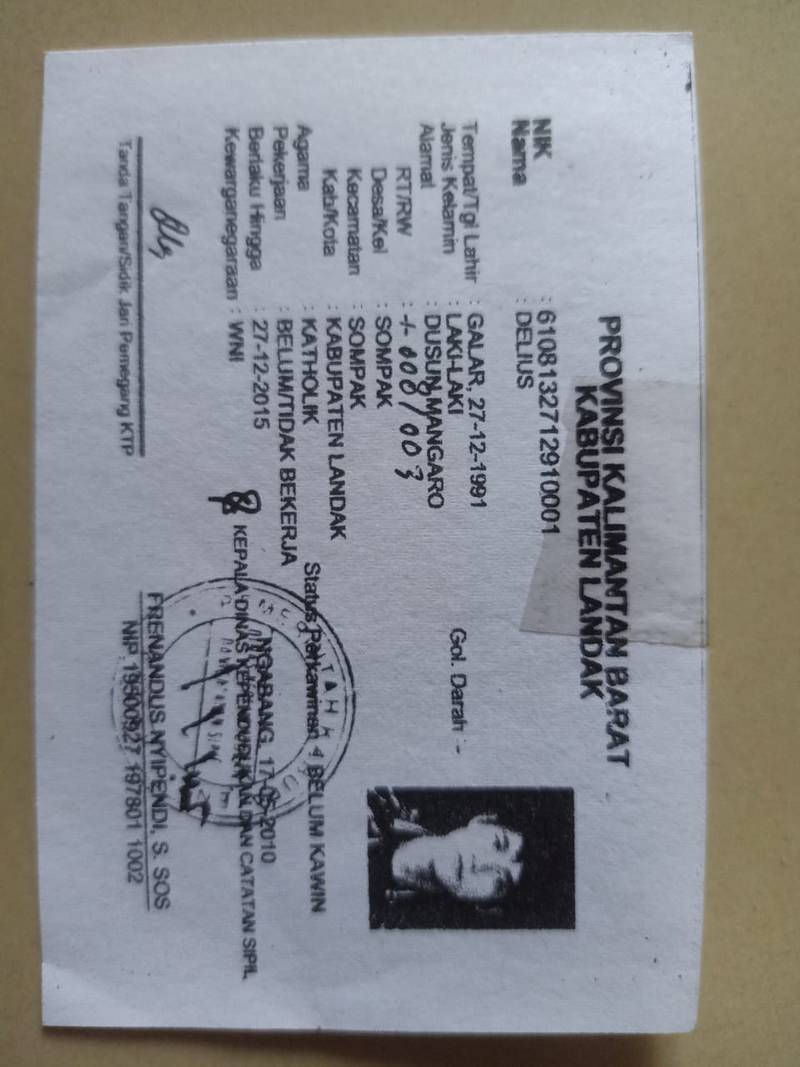 PROVINSI KALIMANTAN BARAT
KABUPATEN LANDAK
NIK : 6108132712910001
Nama : DELIUS
Tempat/Tgl Lahir : GALAR, 27-12-1991
Jenis Kelamin : LAKI-LAKI Gol. Darah : -
Alamat : DUSUN MANGARO
RT/RW : 008/003
Desa/Kel : SOMPAK
Kecamatan : SOMPAK
Kab/Kota : KABUPATEN LANDAK
Agama : KATHOLIK Status Perkawinan : BELUM KAWIN
Pekerjaan : BELUM/TIDAK BEKERJA
Berlaku Hingga : 27-12-2015 NGABANG, 17-05-2010
Kewarganegaraan : WNI KEPALA DINAS KEPENDUDUKAN DAN CATATAN SIPIL
Tanda Tangan/Sidik Jari Pemegang KTP
FRENANDUS NYIPENDI, S. SOS
NIP. 19500927 197801 1002